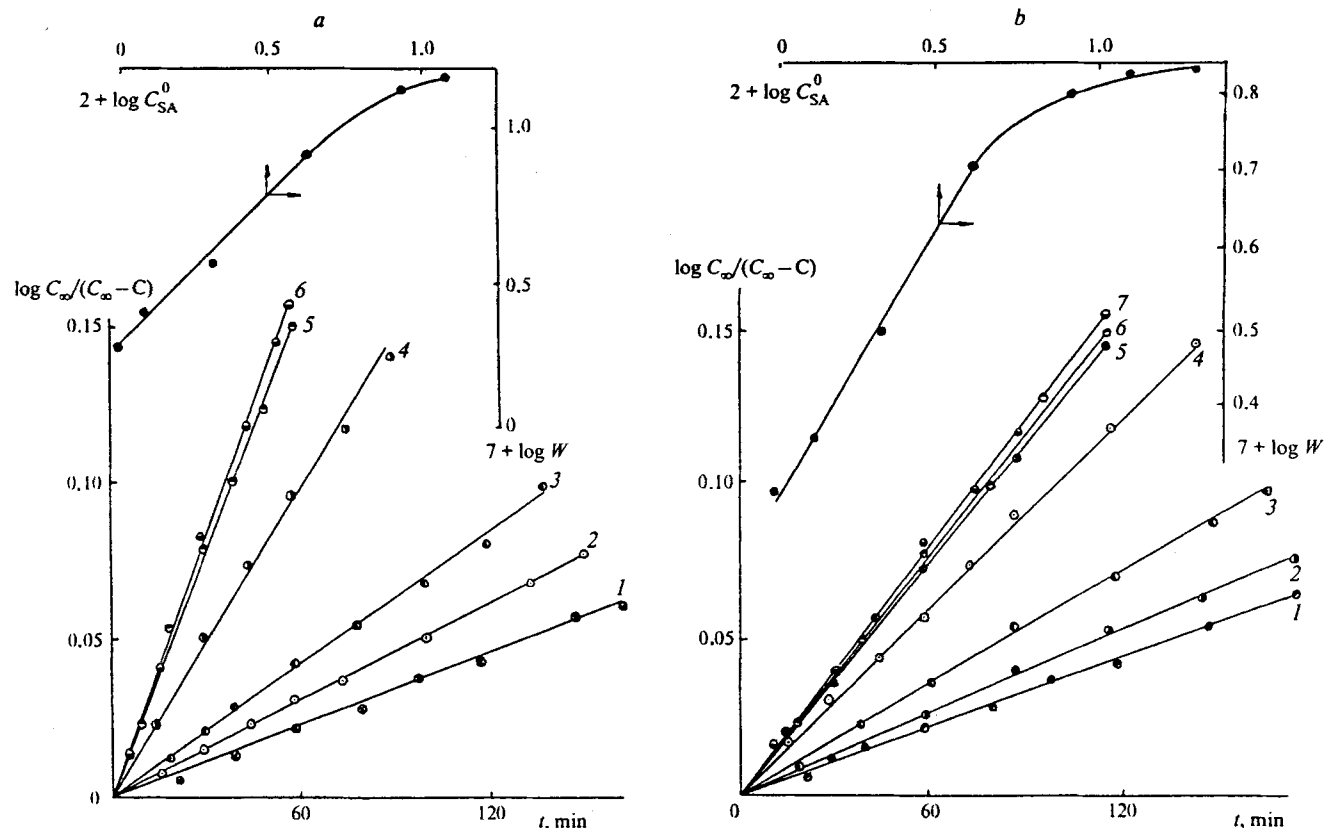 a
0 0.5 1.0
2 + log C⁰SA
1.0
0.5
0
7 + log W
log C∞/(C∞ − C)
0.15
0.10
0.05
0
6
5
4
3
2
1
60 120 t, min
b
0 0.5 1.0
2 + log C⁰SA
0.8
0.7
0.6
0.5
0.4
7 + log W
log C∞/(C∞ − C)
0.15
0.10
0.05
7
6
5
4
3
2
1
0 60 120 t, min